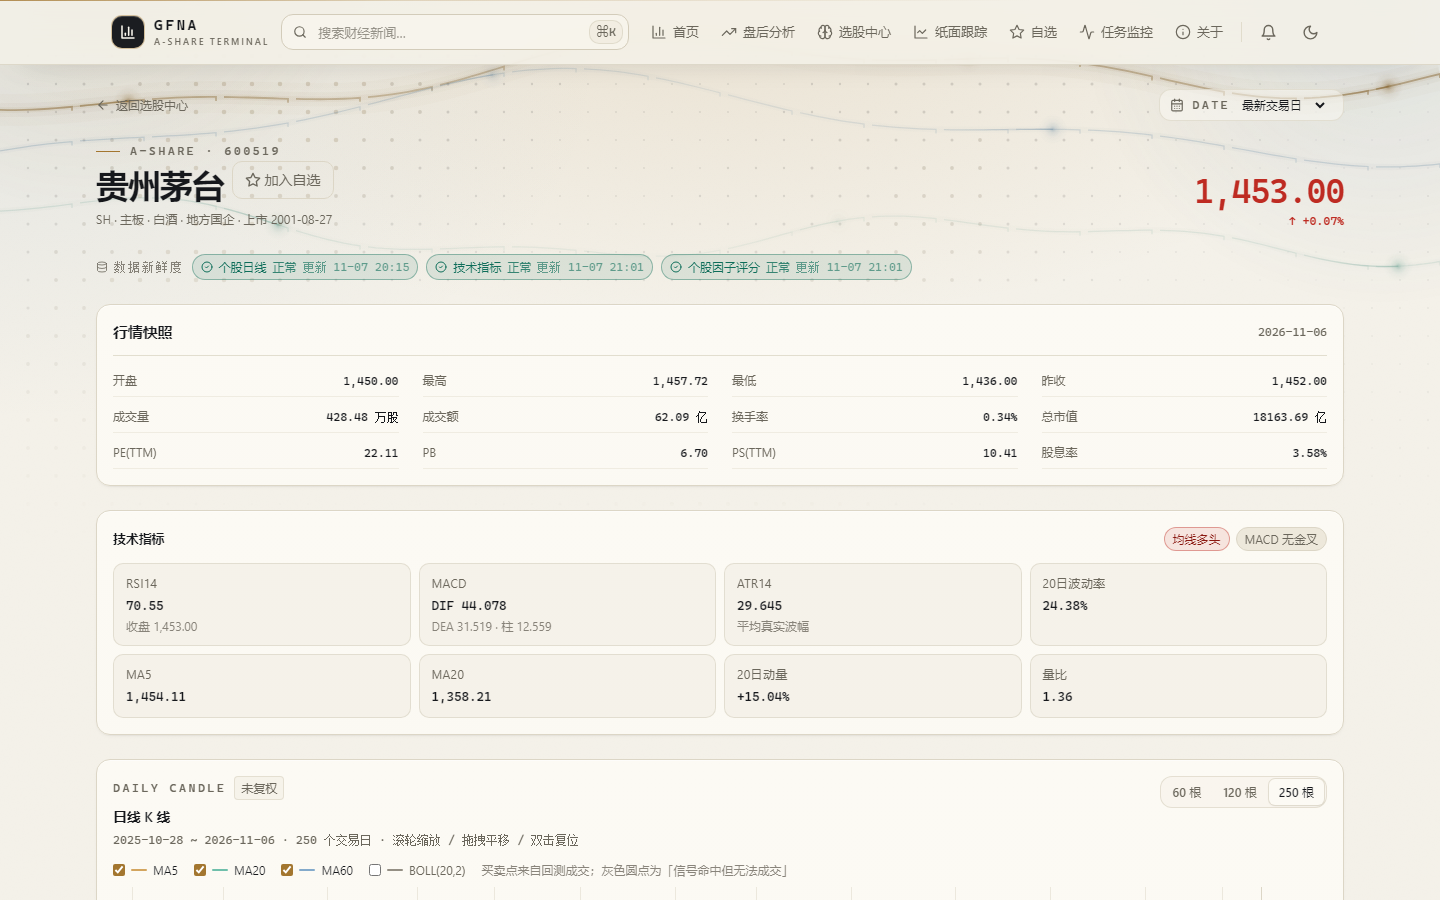 GFNA
A-SHARE TERMINAL
搜索财经新闻...
⌘K
首页
盘后分析
选股中心
纸面跟踪
自选
任务监控
关于
← 返回选股中心
DATE 最新交易日
A-SHARE · 600519
贵州茅台
加入自选
1,453.00
SH · 主板 · 白酒 · 地方国企 · 上市 2001-08-27
↑ +0.07%
数据新鲜度
个股日线 正常 更新 11-07 20:15
技术指标 正常 更新 11-07 21:01
个股因子评分 正常 更新 11-07 21:01
行情快照
2026-11-06
开盘 1,450.00
最高 1,457.72
最低 1,436.00
昨收 1,452.00
成交量 428.48 万股
成交额 62.09 亿
换手率 0.34%
总市值 18163.69 亿
PE(TTM) 22.11
PB 6.70
PS(TTM) 10.41
股息率 3.58%
技术指标
均线多头
MACD 无金叉
RSI14
70.55
收盘 1,453.00
MACD
DIF 44.078
DEA 31.519 · 柱 12.559
ATR14
29.645
平均真实波幅
20日波动率
24.38%
MA5
1,454.11
MA20
1,358.21
20日动量
+15.04%
量比
1.36
DAILY CANDLE 未复权
60 根
120 根
250 根
日线 K 线
2025-10-28 ~ 2026-11-06 · 250 个交易日 · 滚轮缩放 / 拖拽平移 / 双击复位
MA5
MA20
MA60
BOLL(20,2)
买卖点来自回测成交；灰色圆点为「信号命中但无法成交」